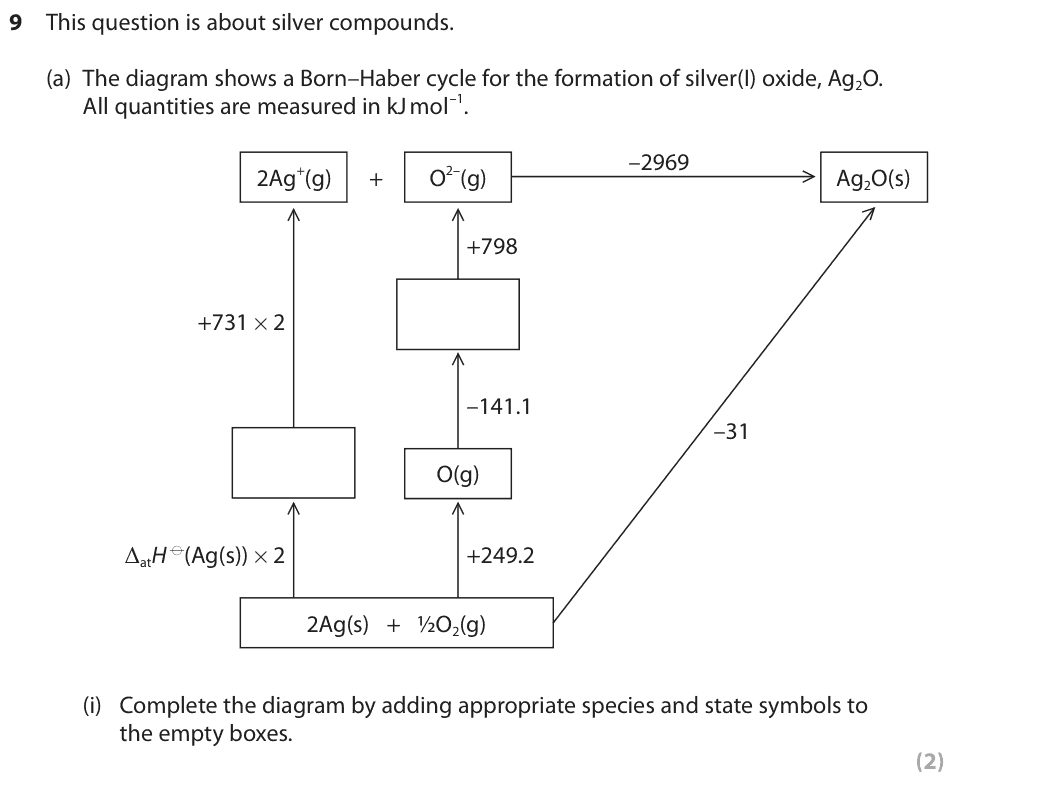 9 This question is about silver compounds.
(a) The diagram shows a Born–Haber cycle for the formation of silver(I) oxide, Ag₂O.
All quantities are measured in kJ mol⁻¹.
2Ag⁺(g) + O²⁻(g) –2969 Ag₂O(s)
+798
+731 × 2
–141.1
–31
O(g)
ΔₐₜH⦵(Ag(s)) × 2 +249.2
2Ag(s) + ½O₂(g)
(i) Complete the diagram by adding appropriate species and state symbols to
the empty boxes.
(2)